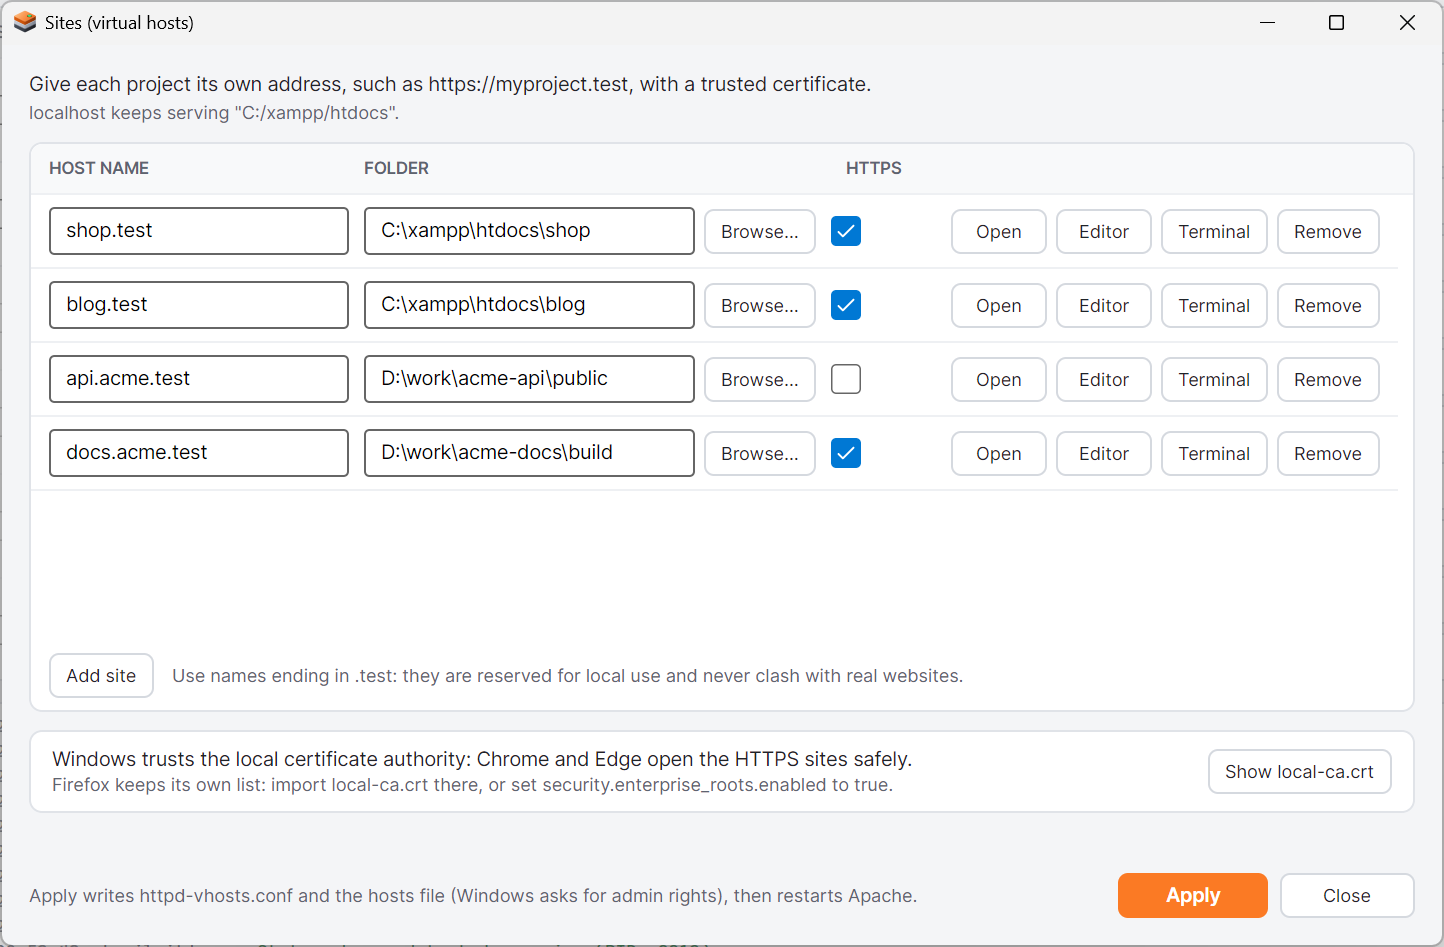 Sites (virtual hosts)
Give each project its own address, such as https://myproject.test, with a trusted certificate.
localhost keeps serving "C:/xampp/htdocs".
HOST NAME FOLDER HTTPS
shop.test C:\xampp\htdocs\shop Browse... Open Editor Terminal Remove
blog.test C:\xampp\htdocs\blog Browse... Open Editor Terminal Remove
api.acme.test D:\work\acme-api\public Browse... Open Editor Terminal Remove
docs.acme.test D:\work\acme-docs\build Browse... Open Editor Terminal Remove
Add site Use names ending in .test: they are reserved for local use and never clash with real websites.
Windows trusts the local certificate authority: Chrome and Edge open the HTTPS sites safely.
Firefox keeps its own list: import local-ca.crt there, or set security.enterprise_roots.enabled to true.
Show local-ca.crt
Apply writes httpd-vhosts.conf and the hosts file (Windows asks for admin rights), then restarts Apache.
Apply Close